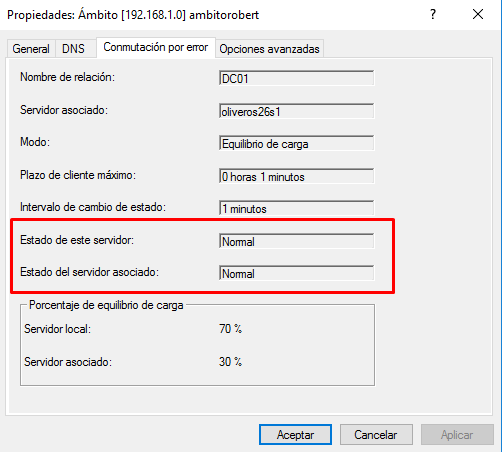 Propiedades: Ámbito [192.168.1.0] ambitorobert
General DNS Conmutación por error Opciones avanzadas
Nombre de relación: DC01
Servidor asociado: oliveros26s1
Modo: Equilibrio de carga
Plazo de cliente máximo: 0 horas 1 minutos
Intervalo de cambio de estado: 1 minutos
Estado de este servidor: Normal
Estado del servidor asociado: Normal
Porcentaje de equilibrio de carga
Servidor local: 70 %
Servidor asociado: 30 %
Aceptar Cancelar Aplicar